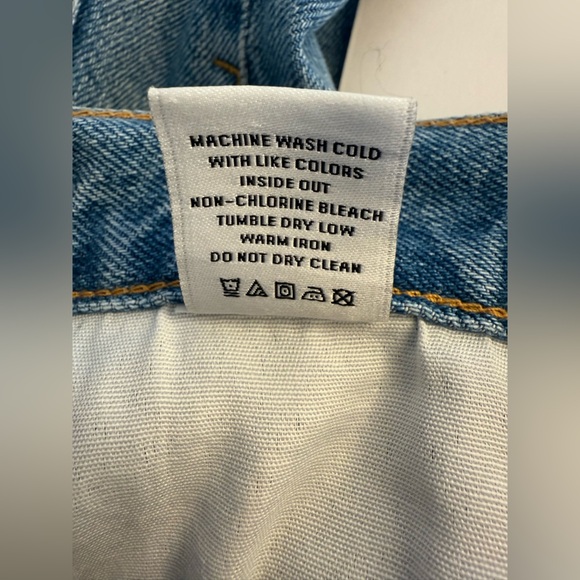 MACHINE WASH COLD
WITH LIKE COLORS
INSIDE OUT
NON-CHLORINE BLEACH
TUMBLE DRY LOW
WARM IRON
DO NOT DRY CLEAN